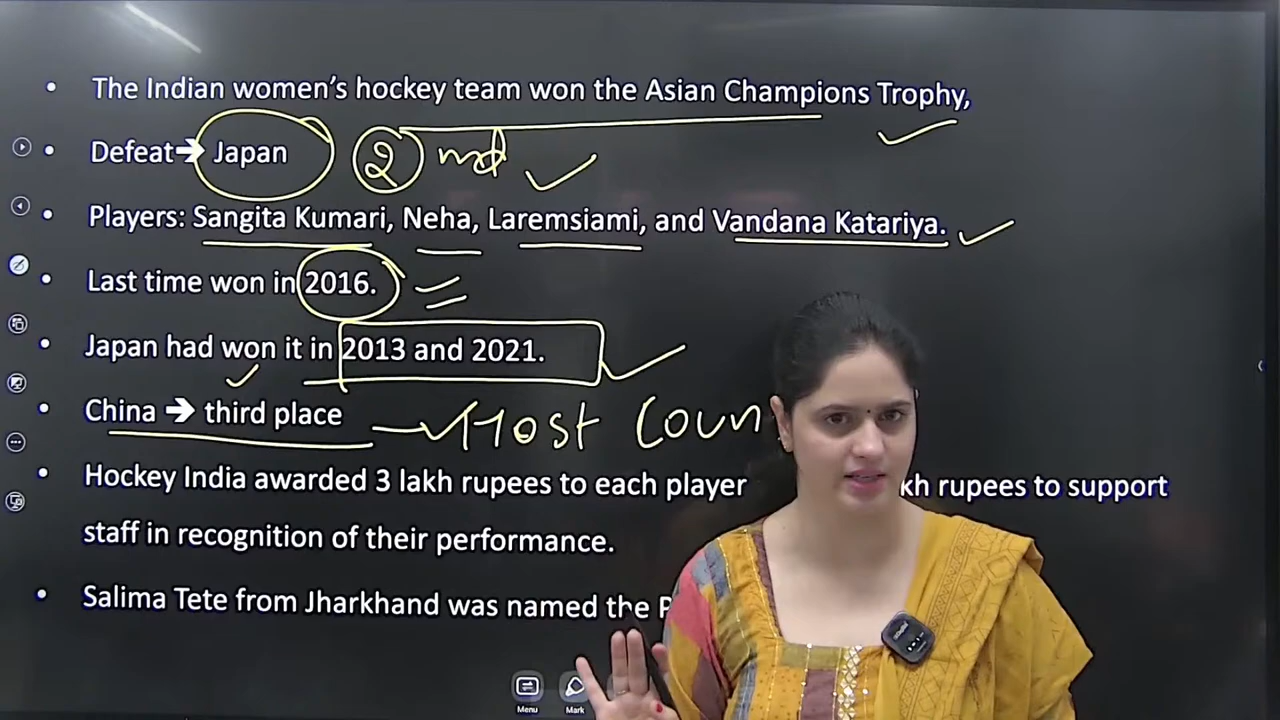 • The Indian women's hockey team won the Asian Champions Trophy,
• Defeat➔ Japan 2 nd
• Players: Sangita Kumari, Neha, Laremsiami, and Vandana Katariya.
• Last time won in 2016.
• Japan had won it in 2013 and 2021.
• China ➔ third place Host Coun
• Hockey India awarded 3 lakh rupees to each player kh rupees to support
staff in recognition of their performance.
• Salima Tete from Jharkhand was named the P
Menu Mark